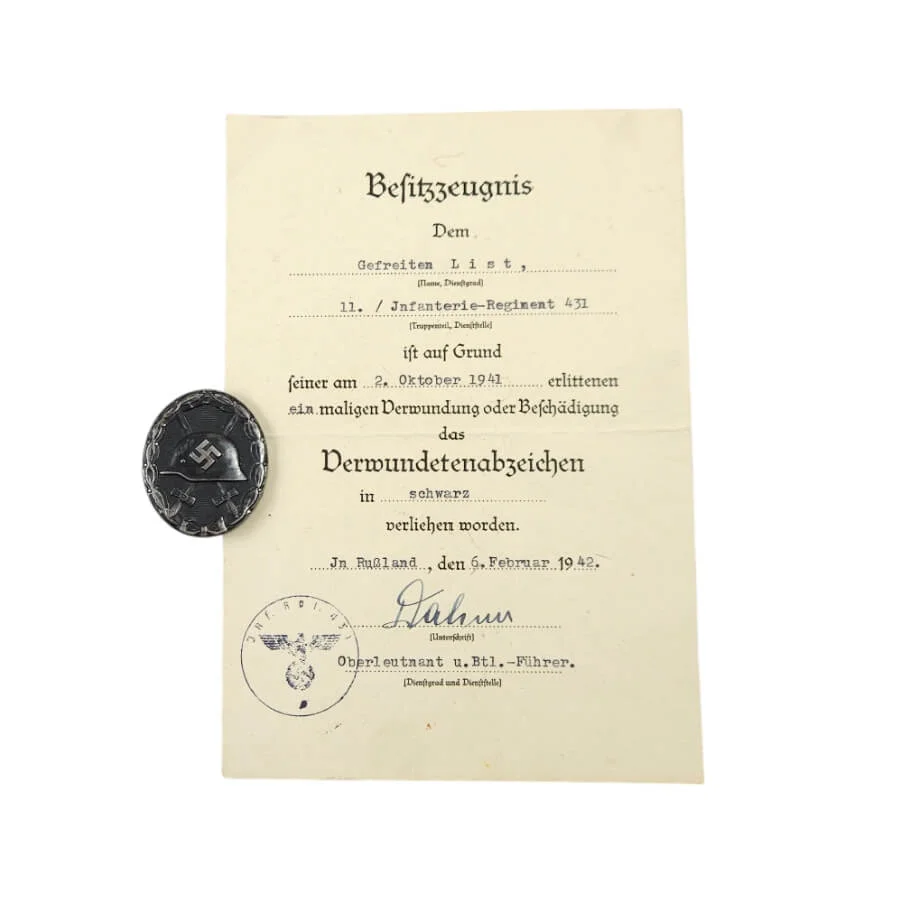 Besitzzeugnis
Dem
Gefreiten List,
(Name, Dienstgrad)
11. / Jnfanterie-Regiment 431
(Truppenteil, Dienststelle)
ist auf Grund
seiner am 2. Oktober 1941 erlittenen
ein maligen Verwundung oder Beschädigung
das
Verwundetenabzeichen
in schwarz
verliehen worden.
Jn Rußland, den 6. Februar 1942.
(Unterschrift)
Oberleutnant u. Btl.-Führer.
(Dienstgrad und Dienststelle)